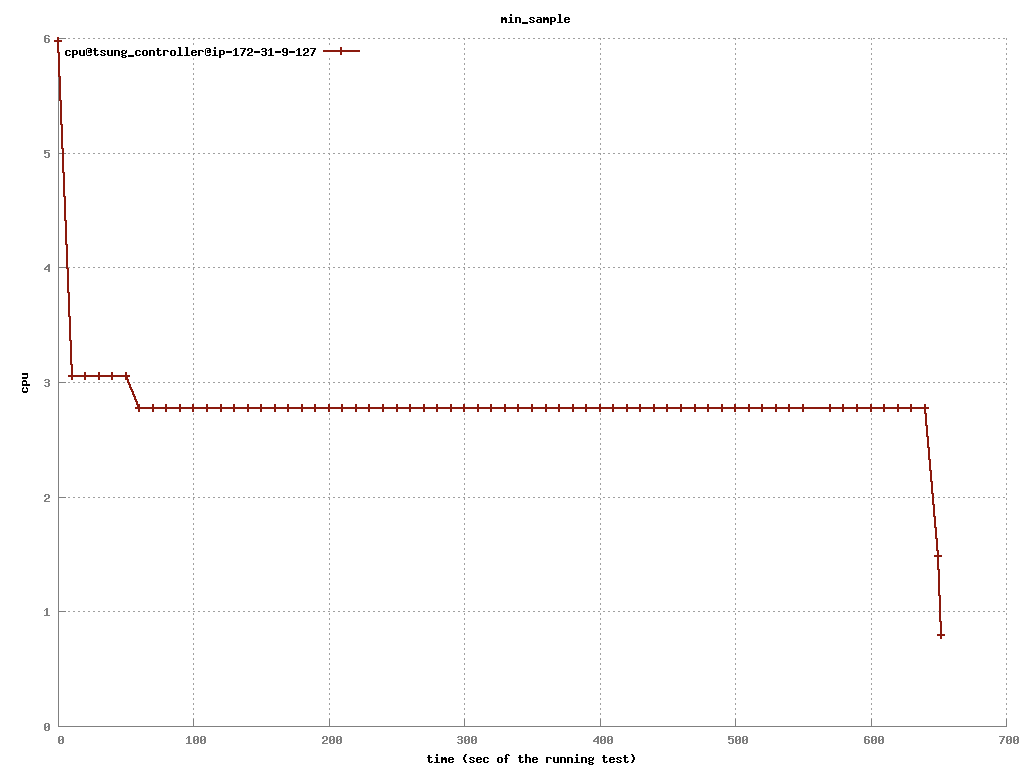 min_sample
cpu@tsung_controller@ip-172-31-9-127
6
5
4
3
2
1
0
cpu
0 100 200 300 400 500 600 700
time (sec of the running test)